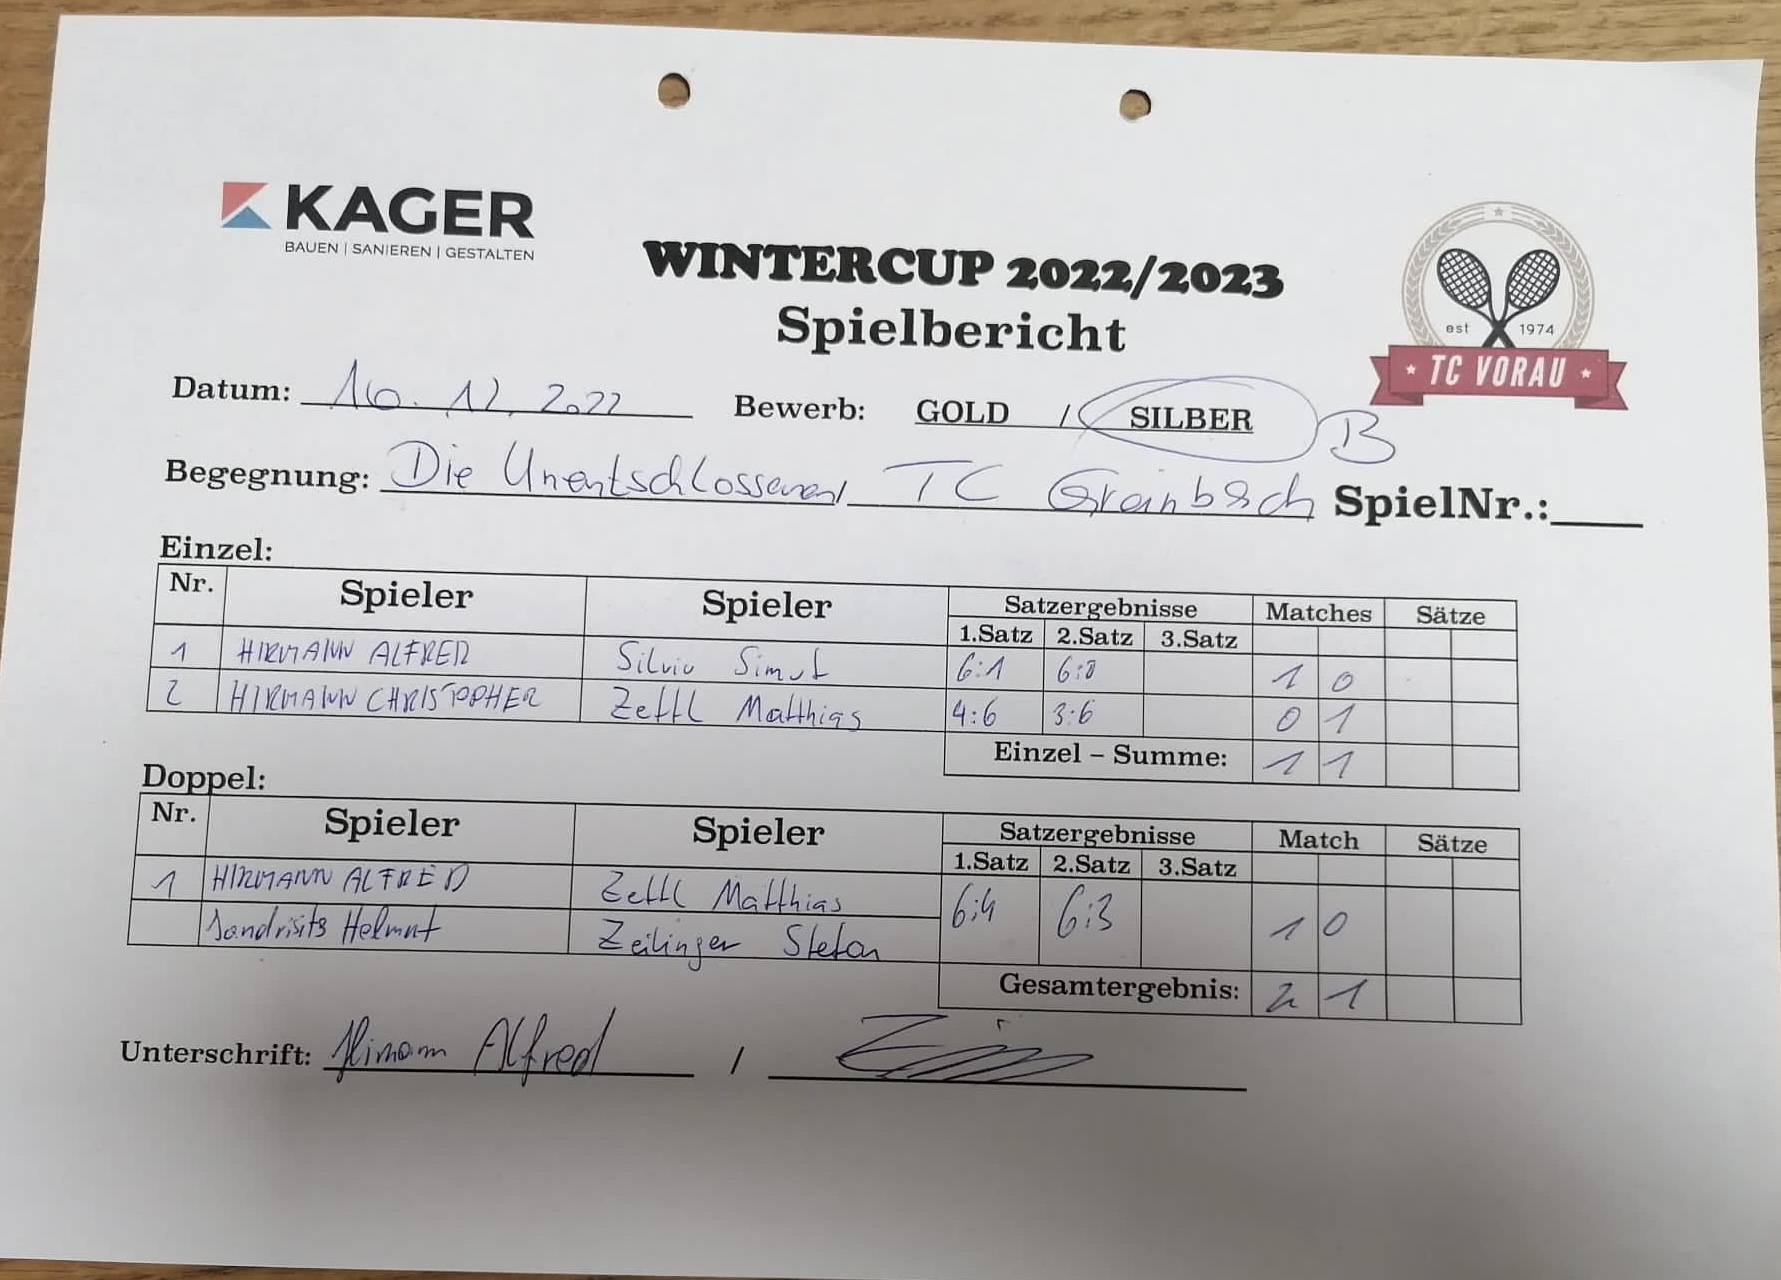 KAGER
BAUEN | SANIEREN | GESTALTEN
WINTERCUP 2022/2023
Spielbericht
est 1974
TC VORAU
Datum: 16. 12. 2022 Bewerb: GOLD / SILBER B
Begegnung: Die Unentschlossenen / TC Greinbach SpielNr.:
Einzel:
Nr. Spieler Spieler Satzergebnisse Matches Sätze
1.Satz 2.Satz 3.Satz
1 HIRMANN ALFRED Silviu Simut 6:1 6:0 1 0
2 HIRMANN CHRISTOPHER Zettl Matthias 4:6 3:6 0 1
Einzel – Summe: 1 1
Doppel:
Nr. Spieler Spieler Satzergebnisse Match Sätze
1.Satz 2.Satz 3.Satz
1 HIRMANN ALFRED Zettl Matthias 6:4 6:3 1 0
Jandrisits Helmut Zeilinger Stefan
Gesamtergebnis: 2 1
Unterschrift: Hirmann Alfred /